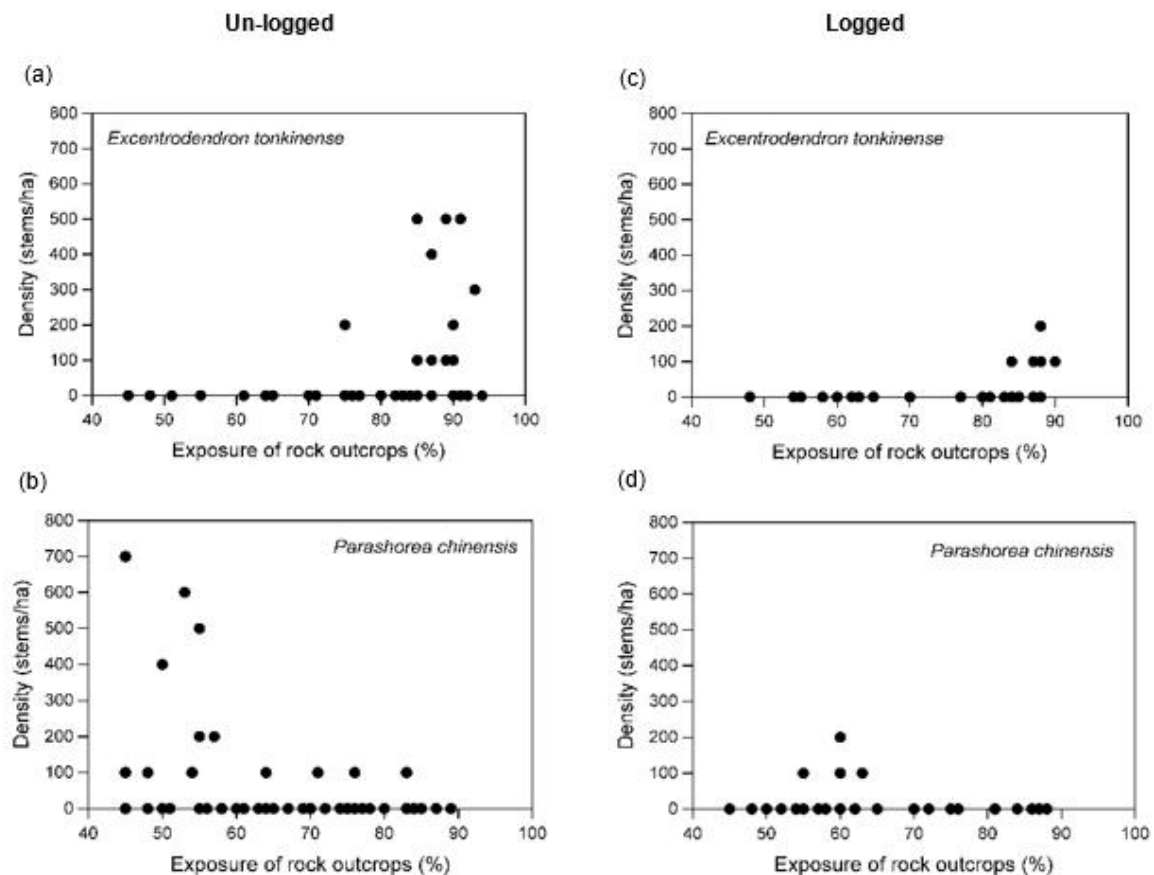 Un-logged
Logged
(a)
800
700
600
500
400
300
200
100
0
Density (stems/ha)
Excentrodendron tonkinense
40 50 60 70 80 90 100
Exposure of rock outcrops (%)
(c)
800
700
600
500
400
300
200
100
0
Density (stems/ha)
Excentrodendron tonkinense
40 50 60 70 80 90 100
Exposure of rock outcrops (%)
(b)
800
700
600
500
400
300
200
100
0
Density (stems/ha)
Parashorea chinensis
40 50 60 70 80 90 100
Exposure of rock outcrops (%)
(d)
800
700
600
500
400
300
200
100
0
Density (stems/ha)
Parashorea chinensis
40 50 60 70 80 90 100
Exposure of rock outcrops (%)